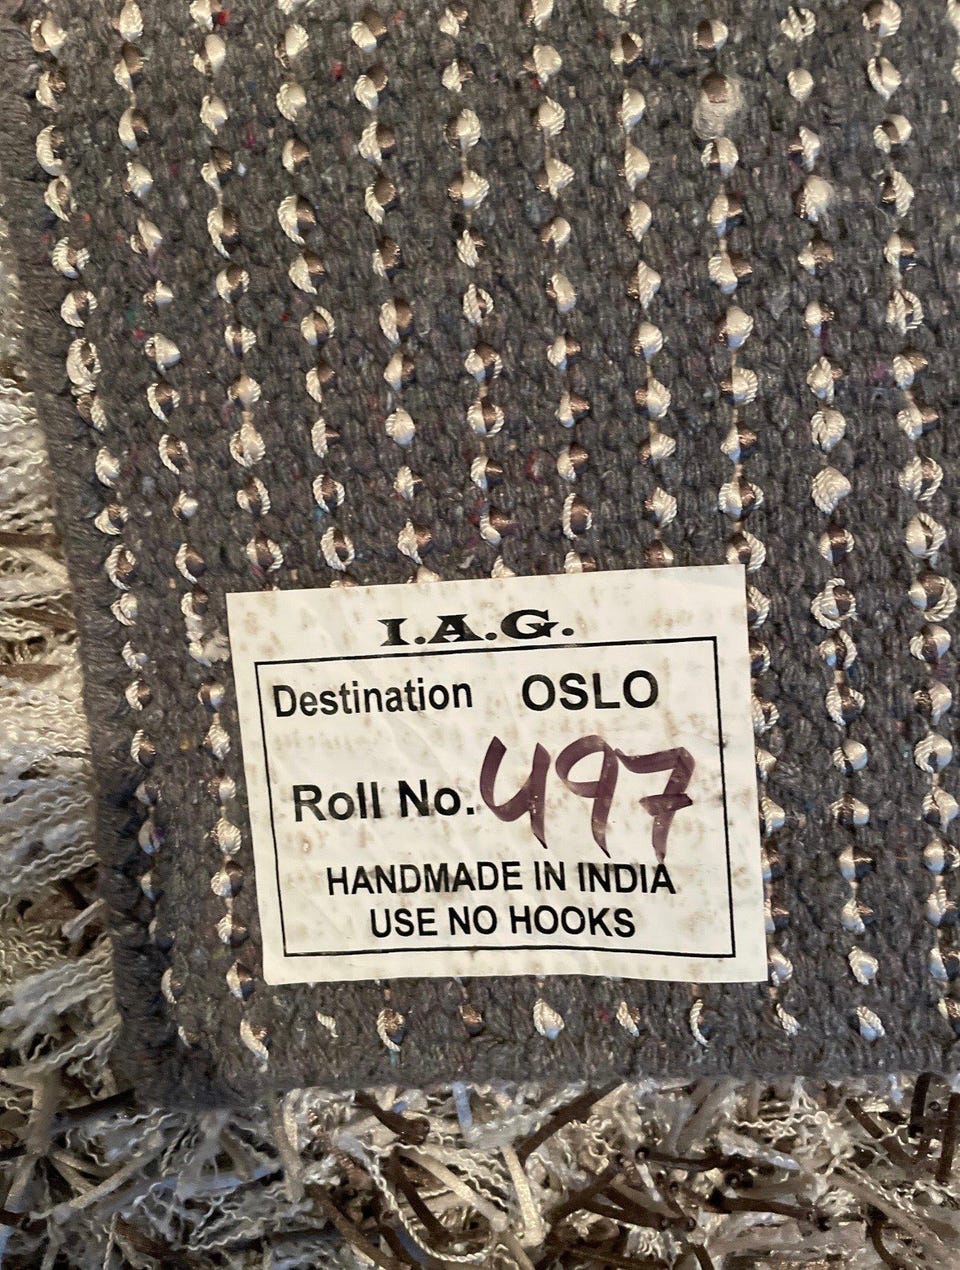 I.A.G.
Destination OSLO
Roll No. 497
HANDMADE IN INDIA
USE NO HOOKS